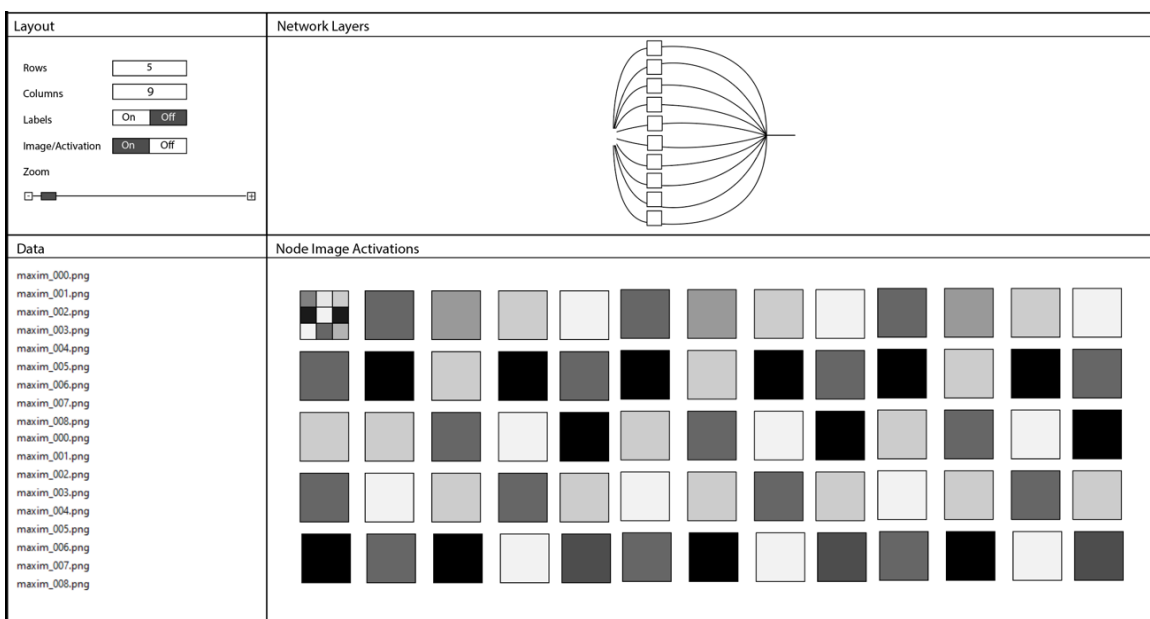 Layout
Network Layers
Rows 5
Columns 9
Labels On Off
Image/Activation On Off
Zoom
- +
Data
Node Image Activations
maxim_000.png
maxim_001.png
maxim_002.png
maxim_003.png
maxim_004.png
maxim_005.png
maxim_006.png
maxim_007.png
maxim_008.png
maxim_000.png
maxim_001.png
maxim_002.png
maxim_003.png
maxim_004.png
maxim_005.png
maxim_006.png
maxim_007.png
maxim_008.png